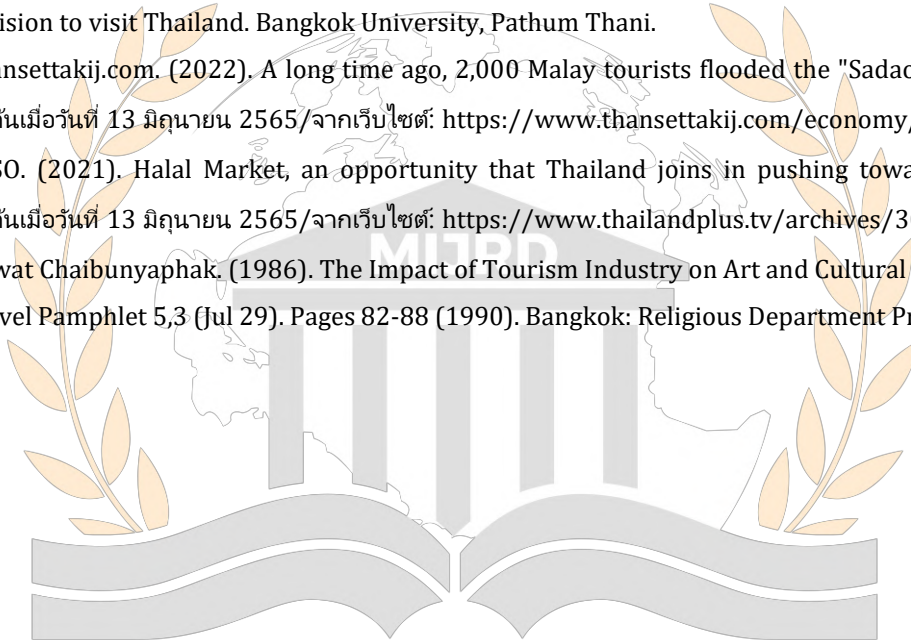 ision to visit Thailand. Bangkok University, Pathum Thani.
ansettakij.com. (2022). A long time ago, 2,000 Malay tourists flooded the "Sadao
ันเมื่อวันที่ 13 มิถุนายน 2565/จากเว็บไซต์: https://www.thansettakij.com/economy/
SO. (2021). Halal Market, an opportunity that Thailand joins in pushing towa
ันเมื่อวันที่ 13 มิถุนายน 2565/จากเว็บไซต์: https://www.thailandplus.tv/archives/3
MIJRD
wat Chaibunyaphak. (1986). The Impact of Tourism Industry on Art and Cultural
vel Pamphlet 5,3 (Jul 29). Pages 82-88 (1990). Bangkok: Religious Department Pr